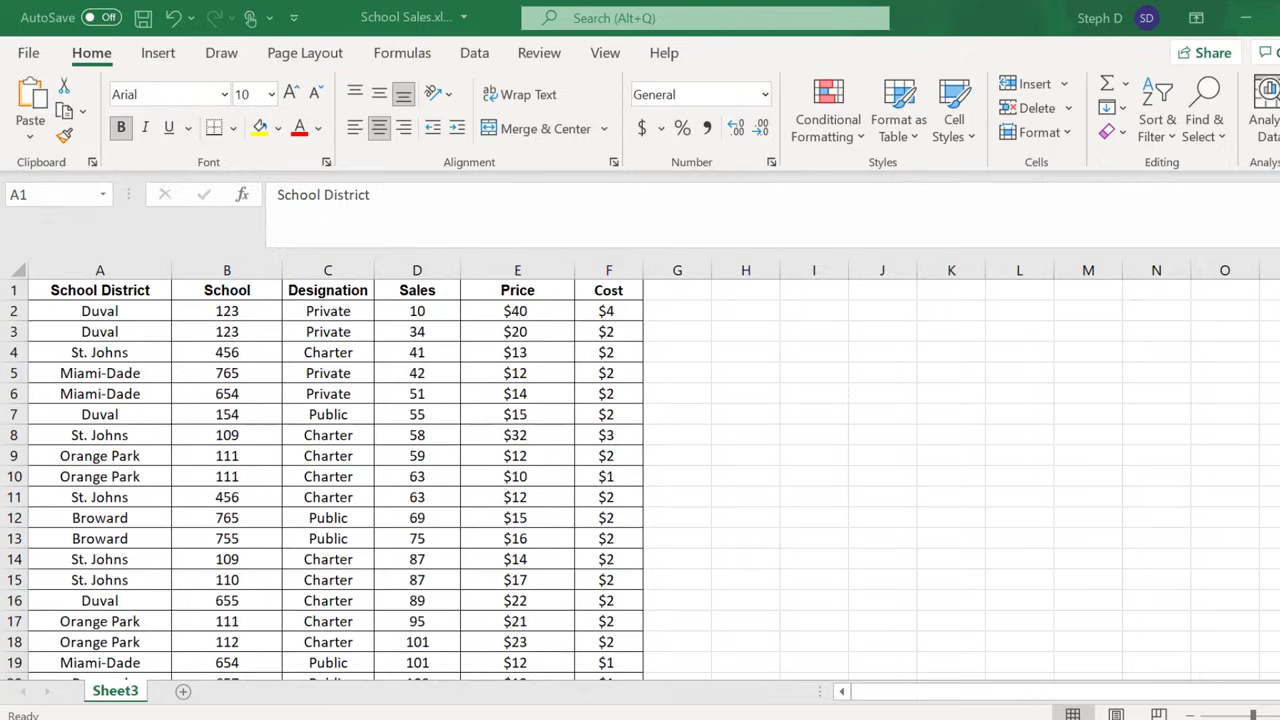 AutoSave Off School Sales.xl... Search (Alt+Q) Steph D SD
File Home Insert Draw Page Layout Formulas Data Review View Help Share
Paste Arial 10 Wrap Text General Conditional Formatting Format as Table Cell Styles Insert Sort & Filter Find & Select
B I U Merge & Center $ % Delete
Format
Clipboard Font Alignment Number Styles Cells Editing
A1 fx School District
A B C D E F G H I J K L M N O
1 School District School Designation Sales Price Cost
2 Duval 123 Private 10 $40 $4
3 Duval 123 Private 34 $20 $2
4 St. Johns 456 Charter 41 $13 $2
5 Miami-Dade 765 Private 42 $12 $2
6 Miami-Dade 654 Private 51 $14 $2
7 Duval 154 Public 55 $15 $2
8 St. Johns 109 Charter 58 $32 $3
9 Orange Park 111 Charter 59 $12 $2
10 Orange Park 111 Charter 63 $10 $1
11 St. Johns 456 Charter 63 $12 $2
12 Broward 765 Public 69 $15 $2
13 Broward 755 Public 75 $16 $2
14 St. Johns 109 Charter 87 $14 $2
15 St. Johns 110 Charter 87 $17 $2
16 Duval 655 Charter 89 $22 $2
17 Orange Park 111 Charter 95 $21 $2
18 Orange Park 112 Charter 101 $23 $2
19 Miami-Dade 654 Public 101 $12 $1
Sheet3
Ready